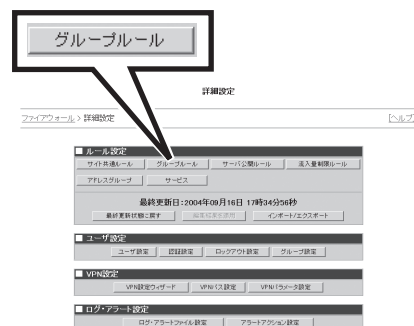 グループルール
詳細設定
ファイアウォール > 詳細設定 [ヘルプ]
■ ルール設定
サイト共通ルール グループルール サーバ公開ルール 流入量制限ルール
アドレスグループ サービス
最終更新日:2004年09月16日 17時34分56秒
最終更新状態に戻す 編集結果を適用 インポート/エクスポート
■ ユーザ設定
ユーザ設定 認証設定 ロックアウト設定 グループ設定
■ VPN設定
VPN設定ウィザード VPNパス設定 VPNパラメータ設定
■ ログ・アラート設定
ログ・アラートファイル設定 アラートアクション設定